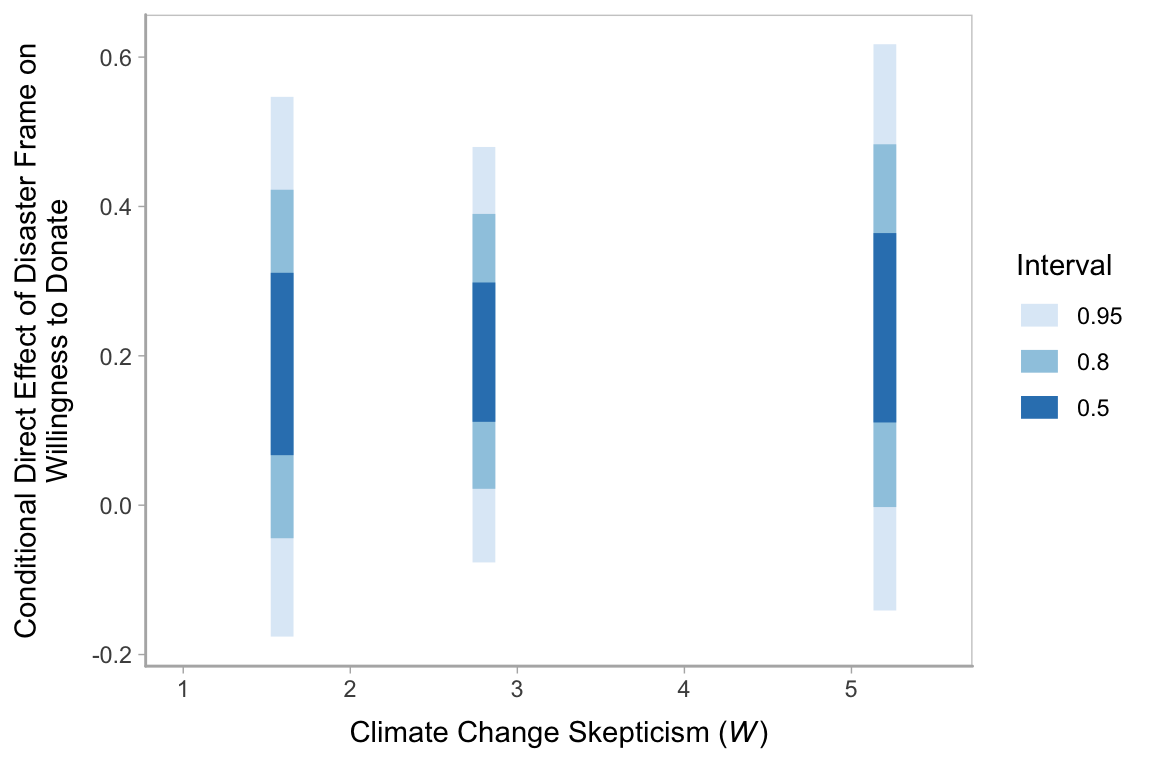 Conditional Direct Effect of Disaster Frame on
Willingness to Donate
0.6
0.4
0.2
0.0
-0.2
1 2 3 4 5
Climate Change Skepticism (W)
Interval
0.95
0.8
0.5